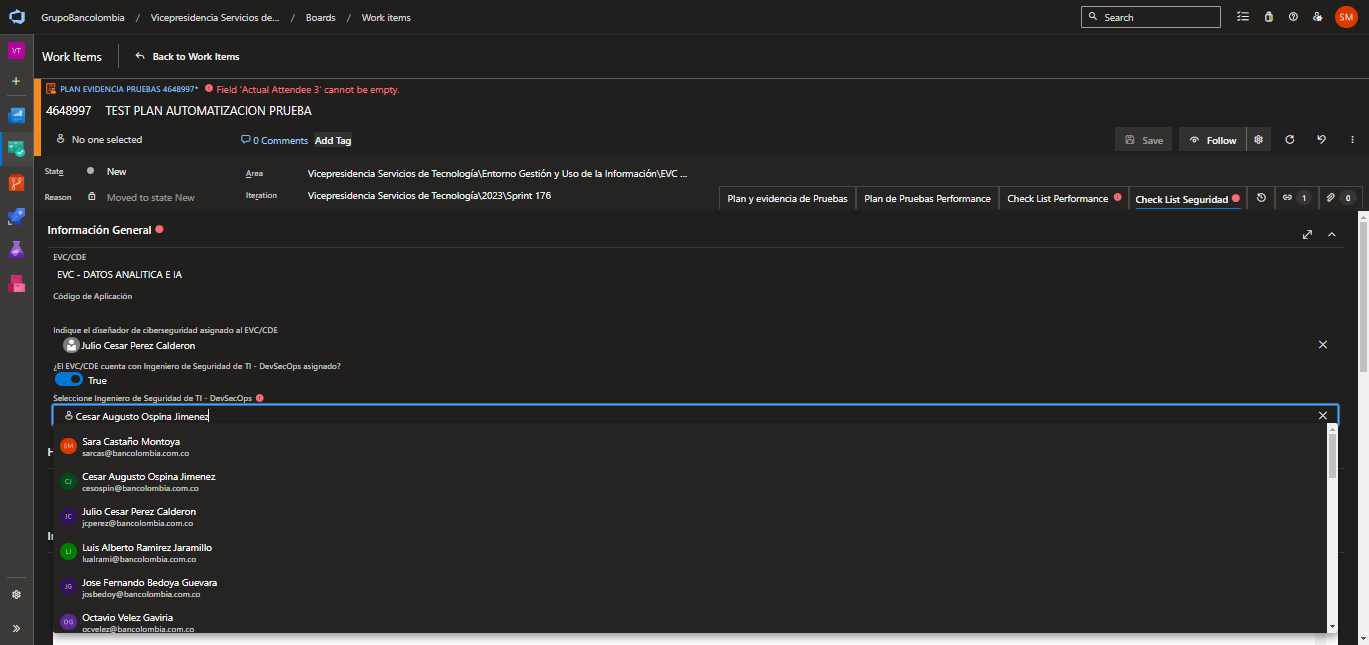 GrupoBancolombia / Vicepresidencia Servicios de... / Boards / Work items
Search
SM
VT
Work Items
Back to Work Items
PLAN EVIDENCIA PRUEBAS 4648997* Field 'Actual Attendee 3' cannot be empty.
4648997 TEST PLAN AUTOMATIZACION PRUEBA
No one selected
0 Comments
Add Tag
Save
Follow
State
New
Area
Vicepresidencia Servicios de Tecnología\Entorno Gestión y Uso de la Información\EVC ...
Reason
Moved to state New
Iteration
Vicepresidencia Servicios de Tecnología\2023\Sprint 176
Plan y evidencia de Pruebas
Plan de Pruebas Performance
Check List Performance
Check List Seguridad
1
0
Información General
EVC/CDE
EVC - DATOS ANALITICA E IA
Código de Aplicación
Indique el diseñador de ciberseguridad asignado al EVC/CDE
Julio Cesar Perez Calderon
¿El EVC/CDE cuenta con Ingeniero de Seguridad de TI - DevSecOps asignado?
True
Seleccione Ingeniero de Seguridad de TI - DevSecOps
Cesar Augusto Ospina Jimenez
SM
Sara Castaño Montoya
sarcas@bancolombia.com.co
CJ
Cesar Augusto Ospina Jimenez
cesospin@bancolombia.com.co
JC
Julio Cesar Perez Calderon
jcperez@bancolombia.com.co
LJ
Luis Alberto Ramirez Jaramillo
lualrami@bancolombia.com.co
JG
Jose Fernando Bedoya Guevara
josbedoy@bancolombia.com.co
OG
Octavio Velez Gaviria
ocvelez@bancolombia.com.co